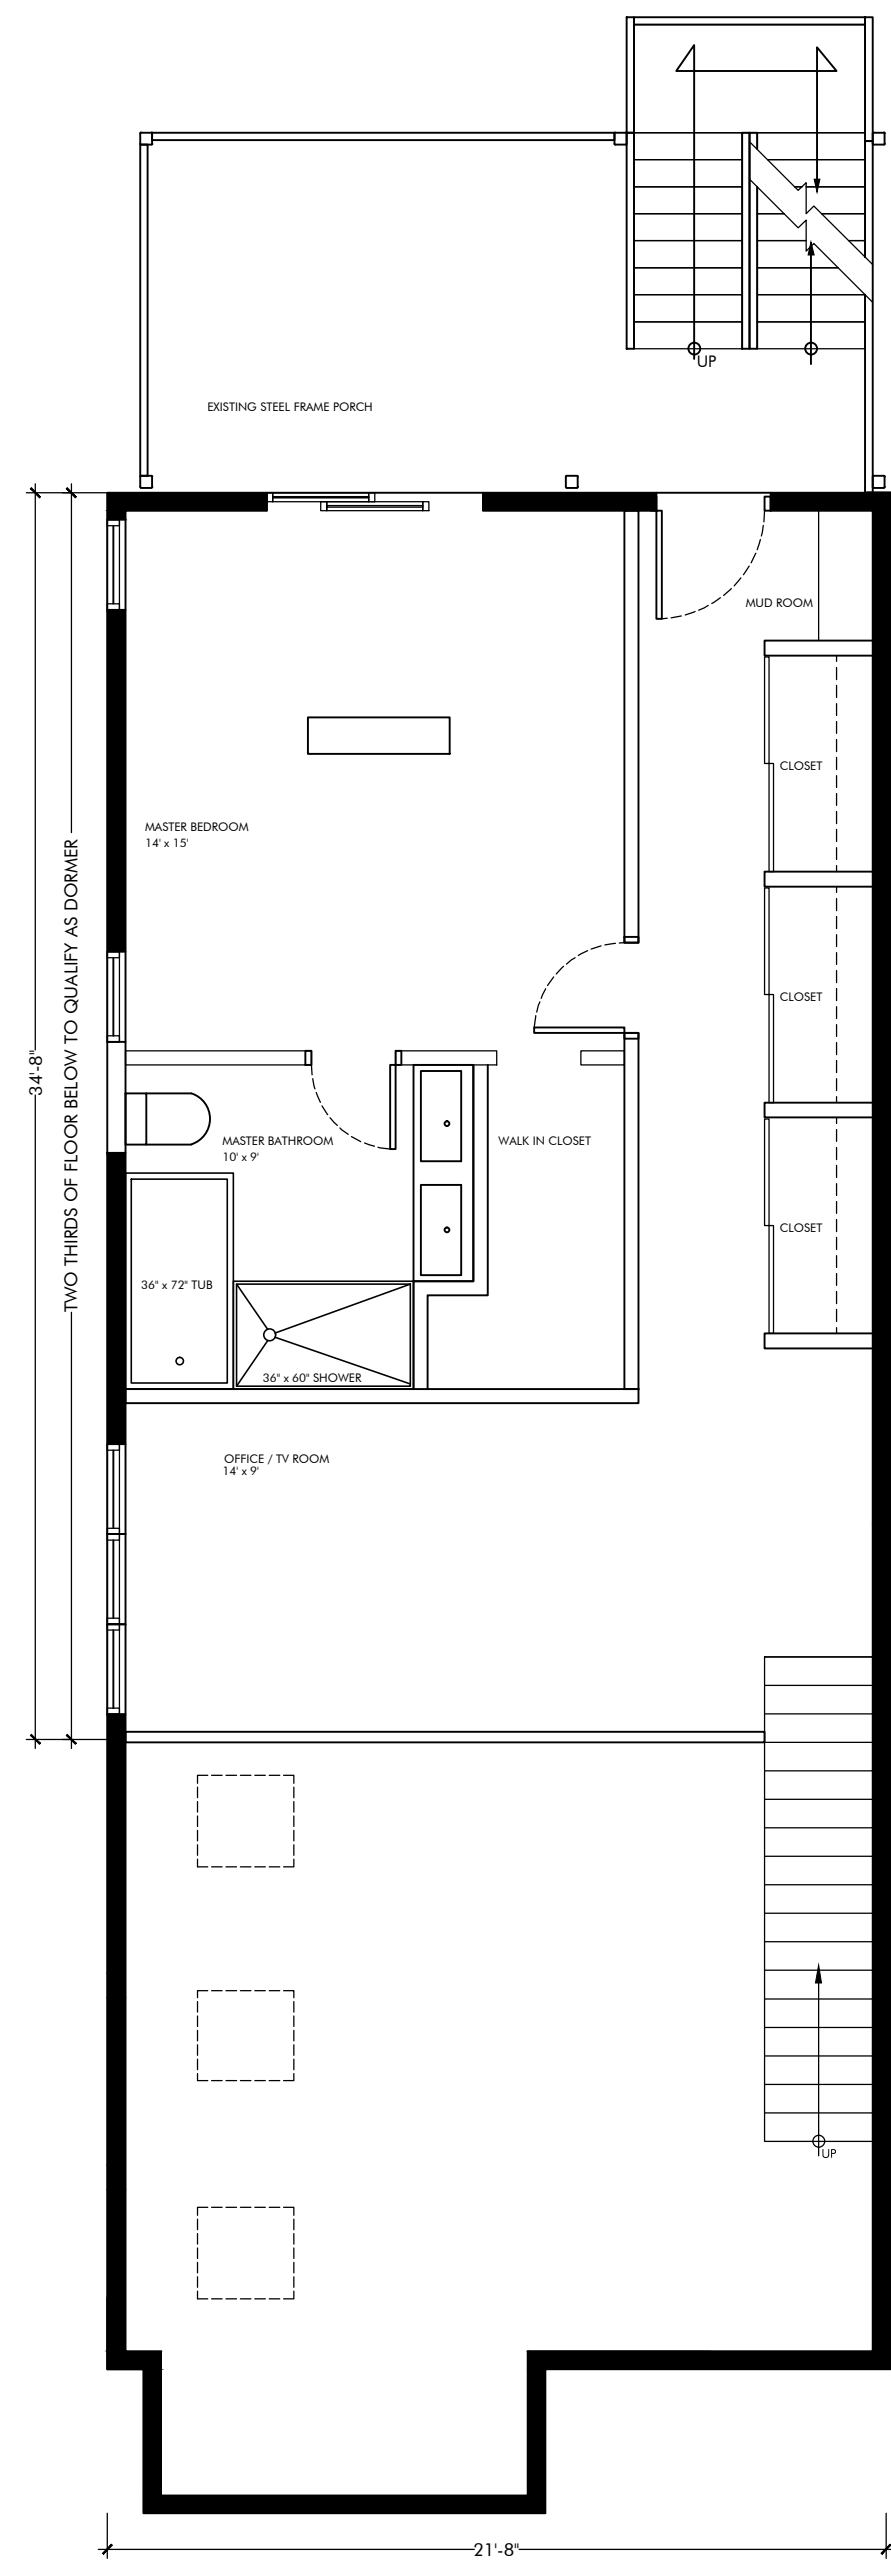 UP
EXISTING STEEL FRAME PORCH
MUD ROOM
CLOSET
MASTER BEDROOM
14' x 15'
CLOSET
34'-8"
TWO THIRDS OF FLOOR BELOW TO QUALIFY AS DORMER
MASTER BATHROOM
10' x 9'
WALK IN CLOSET
CLOSET
36" x 72" TUB
36" x 60" SHOWER
OFFICE / TV ROOM
14' x 9'
UP
21'-8"